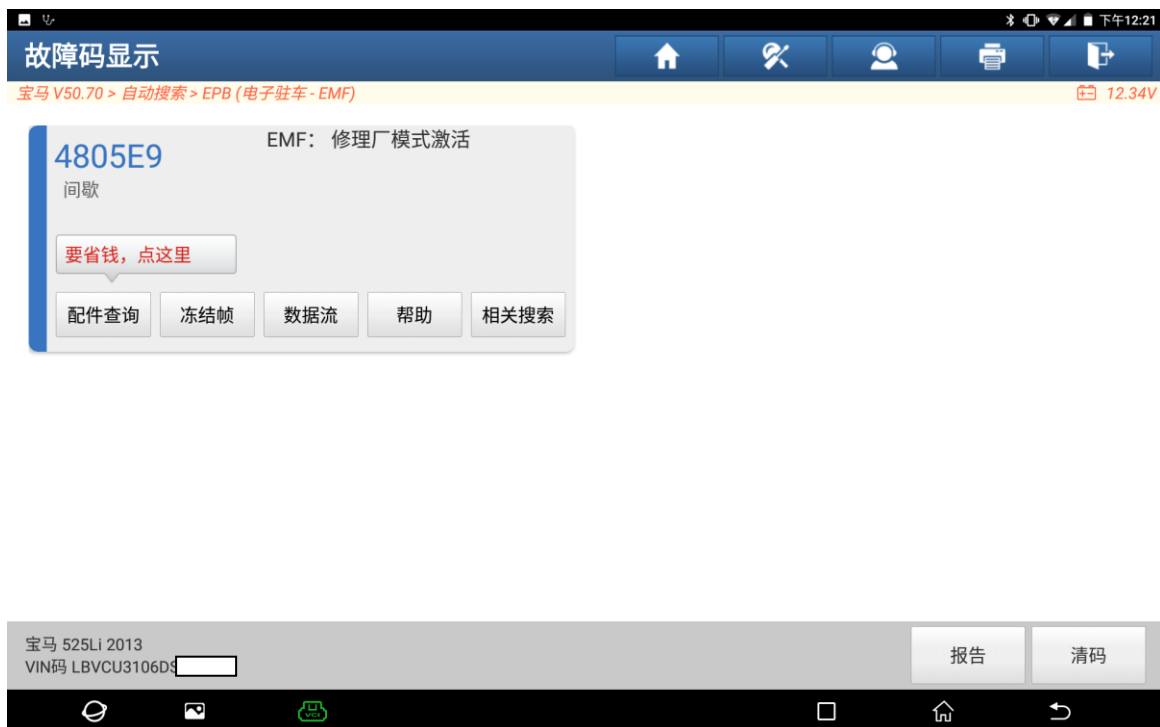 下午12:21
故障码显示
宝马 V50.70 > 自动搜索 > EPB (电子驻车 - EMF)
12.34V
4805E9
EMF： 修理厂模式激活
间歇
要省钱，点这里
配件查询 冻结帧 数据流 帮助 相关搜索
宝马 525Li 2013
VIN码 LBVCU3106DS
报告 清码
VCI